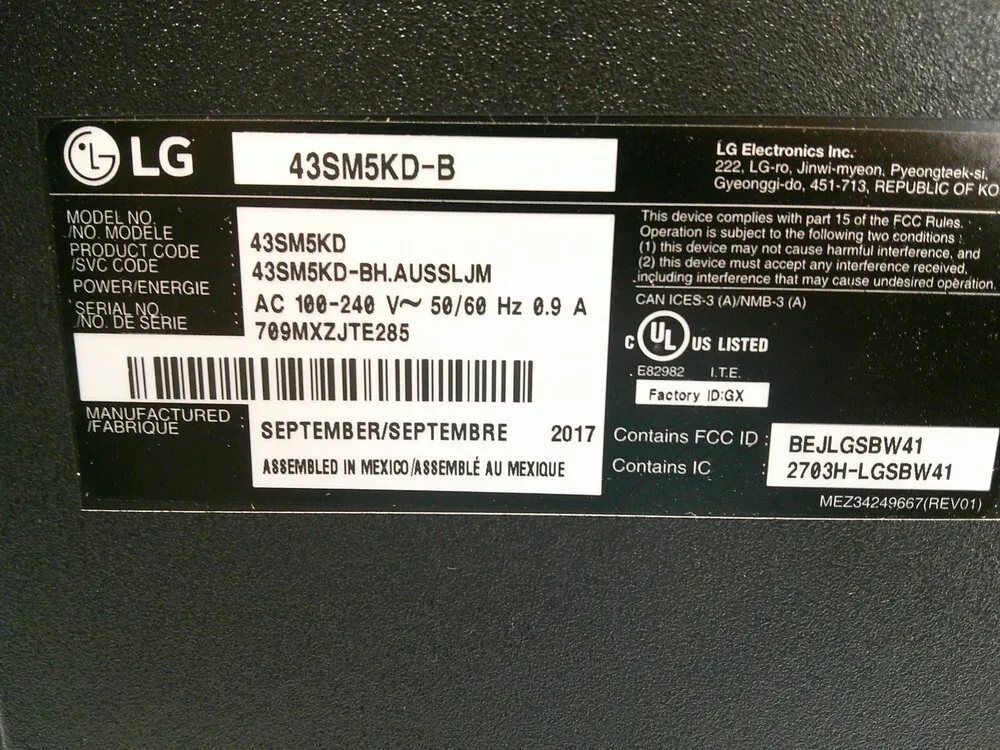 LG
43SM5KD-B
LG Electronics Inc.
222, LG-ro, Jinwi-myeon, Pyeongtaek-si,
Gyeonggi-do, 451-713, REPUBLIC OF KO
MODEL NO.
/NO. MODÈLE
43SM5KD
PRODUCT CODE
/SVC CODE
43SM5KD-BH.AUSSLJM
POWER/ENERGIE :
AC 100-240 V~ 50/60 Hz 0.9 A
SERIAL NO.
/NO. DE SÉRIE :
709MXZJTE285
MANUFACTURED :
/FABRIQUE
SEPTEMBER/SEPTEMBRE 2017
ASSEMBLED IN MEXICO/ASSEMBLÉ AU MEXIQUE
This device complies with part 15 of the FCC Rules.
Operation is subject to the following two conditions :
(1) this device may not cause harmful interference, and
(2) this device must accept any interference received,
including interference that may cause undesired operation.
CAN ICES-3 (A)/NMB-3 (A)
C UL US LISTED
E82982 I.T.E.
Factory ID:GX
Contains FCC ID : BEJLGSBW41
Contains IC : 2703H-LGSBW41
MEZ34249667(REV01)